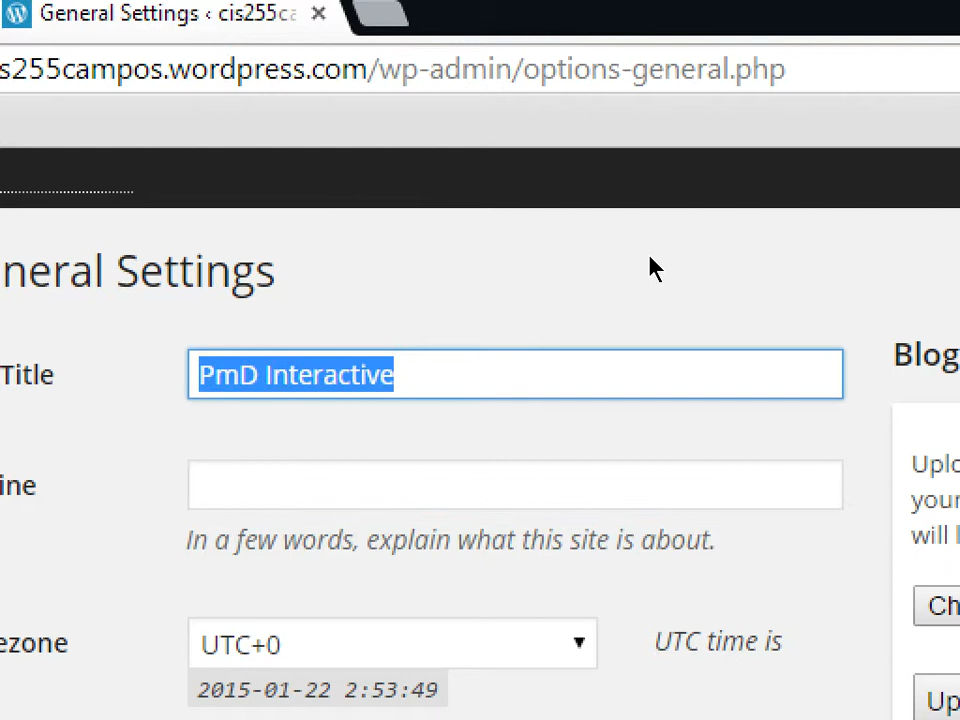 General Settings ‹ cis255ca
s255campos.wordpress.com/wp-admin/options-general.php
neral Settings
Title
PmD Interactive
Blog
ine
In a few words, explain what this site is about.
Uplo
your
will
ezone
UTC+0
UTC time is
2015-01-22 2:53:49
Ch
Up